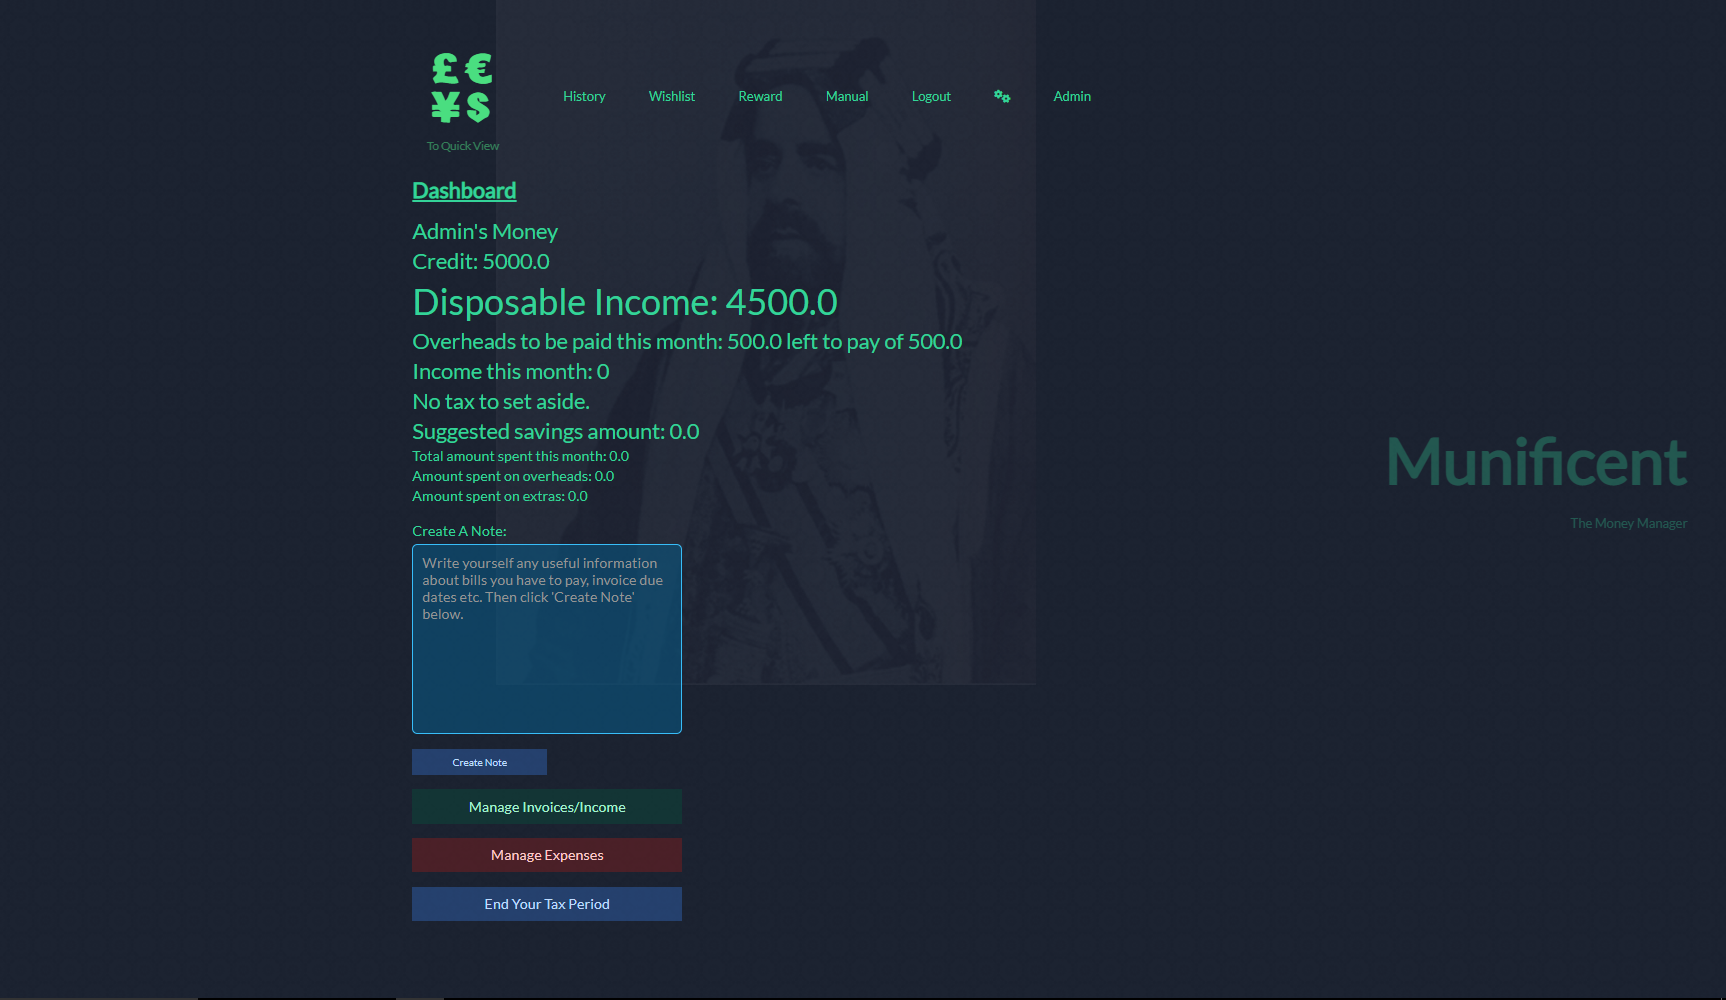 £ €
¥ $
To Quick View
History Wishlist Reward Manual Logout Admin
Dashboard
Admin's Money
Credit: 5000.0
Disposable Income: 4500.0
Overheads to be paid this month: 500.0 left to pay of 500.0
Income this month: 0
No tax to set aside.
Suggested savings amount: 0.0
Total amount spent this month: 0.0
Amount spent on overheads: 0.0
Amount spent on extras: 0.0
Create A Note:
Write yourself any useful information
about bills you have to pay, invoice due
dates etc. Then click 'Create Note'
below.
Create Note
Manage Invoices/Income
Manage Expenses
End Your Tax Period
Munificent
The Money Manager